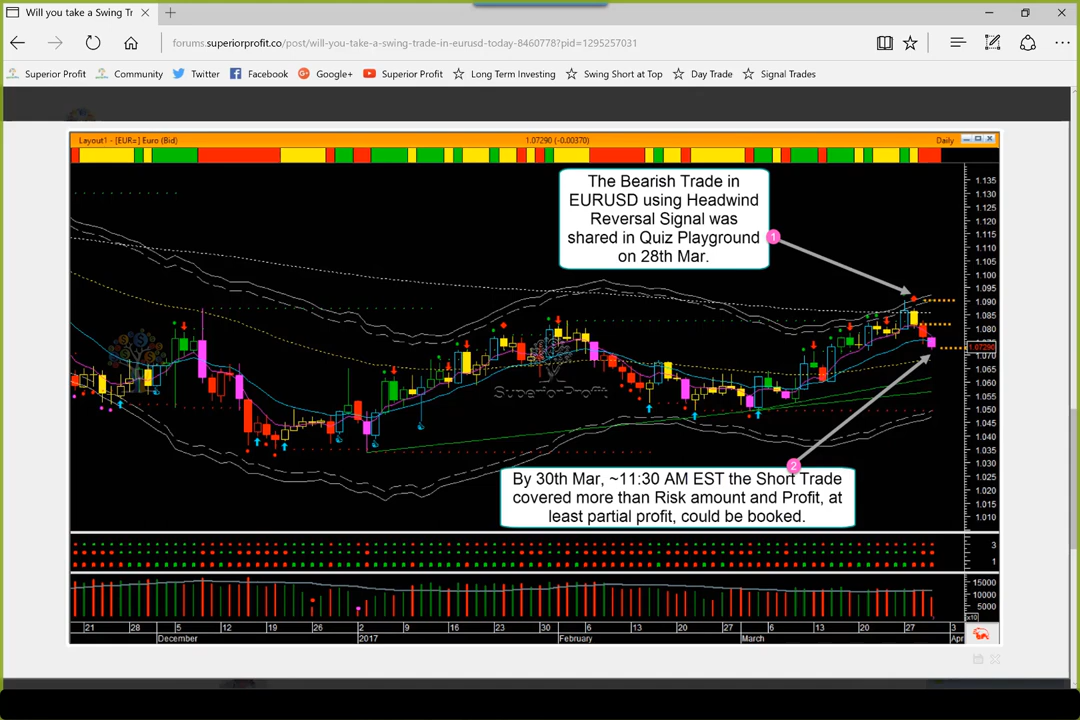 Will you take a Swing Tr
forums.superiorprofit.co/post/will-you-take-a-swing-trade-in-eurusd-today-8460778?pid=1295257031
Superior Profit Community Twitter Facebook Google+ Superior Profit Long Term Investing Swing Short at Top Day Trade Signal Trades
Layout1 - [EUR=] Euro (Bid) 1.07290 (-0.00370) Daily
The Bearish Trade in
EURUSD using Headwind
Reversal Signal was
shared in Quiz Playground
on 28th Mar.
1
1.135
1.130
1.125
1.120
1.115
1.110
1.105
1.100
1.095
1.090
1.085
1.080
1.07290
1.070
1.065
1.060
1.055
1.050
1.045
1.040
1.035
1.030
1.025
1.020
1.015
1.010
Superior-Profit
2
By 30th Mar, ~11:30 AM EST the Short Trade
covered more than Risk amount and Profit, at
least partial profit, could be booked.
3
1
15000
10000
5000
x10
21 28 5 12 19 26 2 9 16 23 30 6 13 20 27 6 13 20 27 3
December 2017 February March Apr